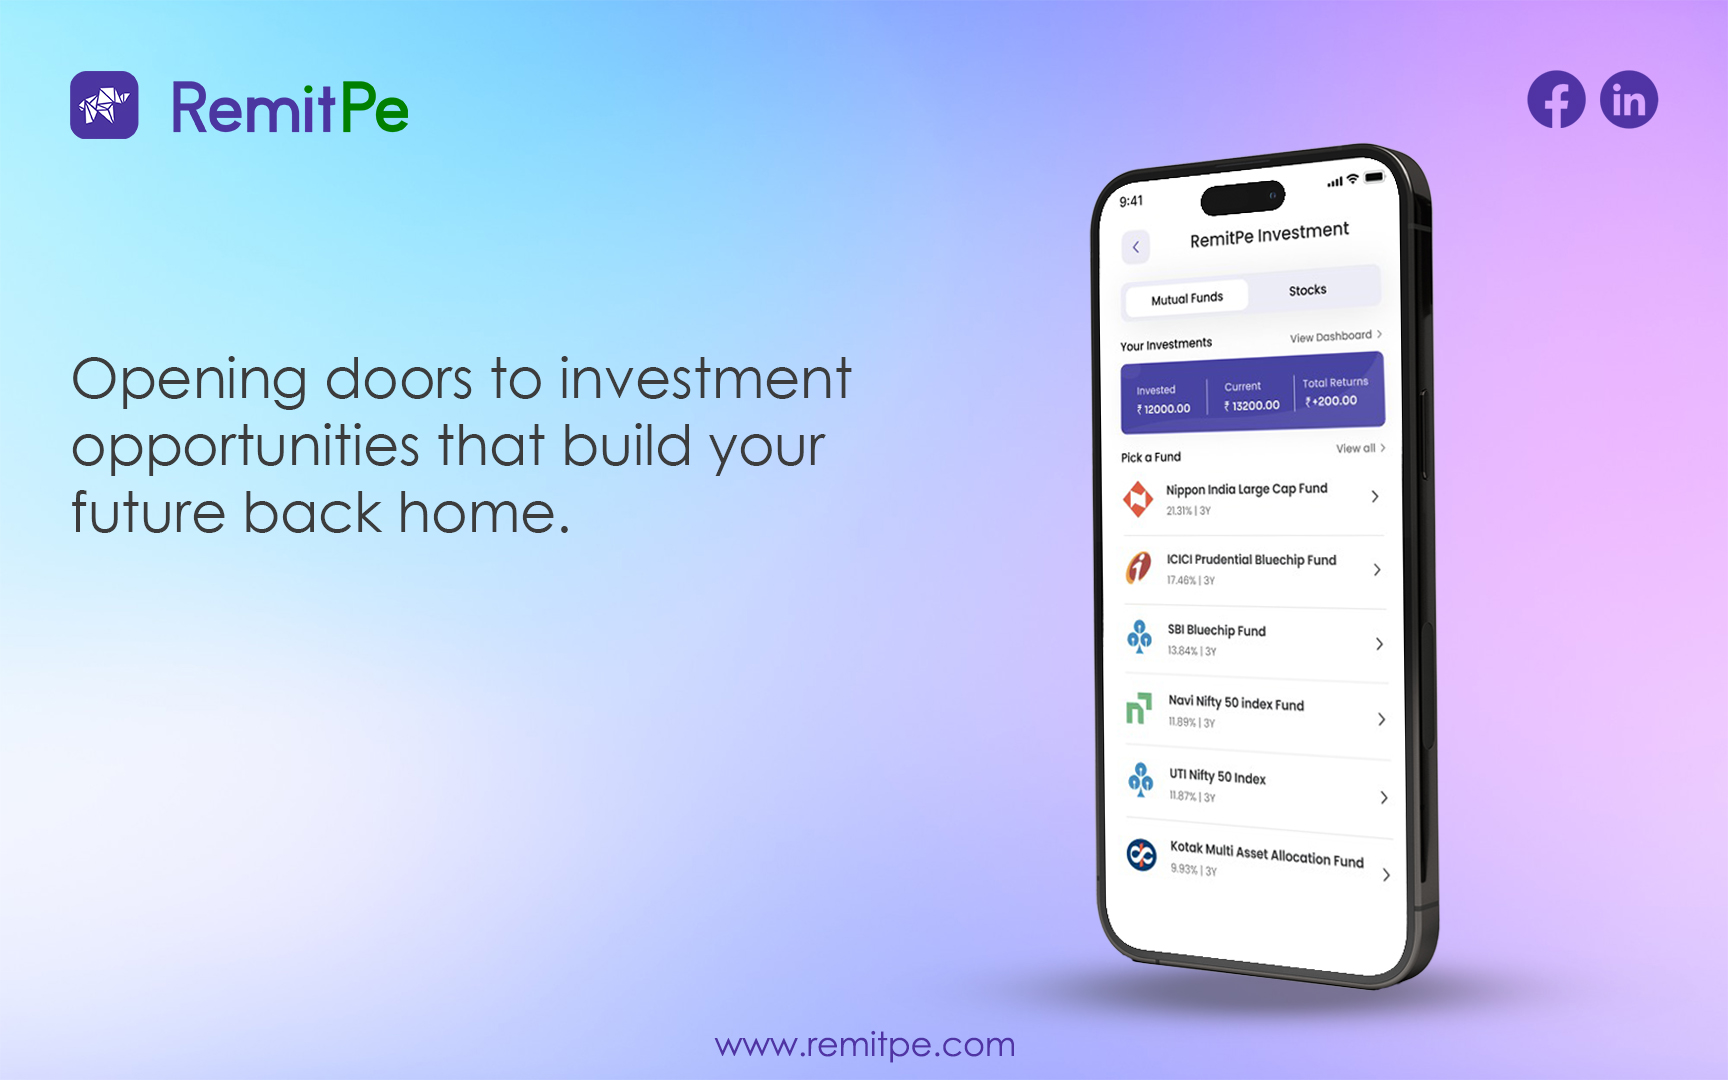 RemitPe
Opening doors to investment
opportunities that build your
future back home.
9:41
RemitPe Investment
Mutual Funds
Stocks
Your Investments
View Dashboard >
Invested
₹ 12000.00
Current
₹ 13200.00
Total Returns
₹+200.00
Pick a Fund
View all >
Nippon India Large Cap Fund
21.31% | 3Y
ICICI Prudential Bluechip Fund
17.46% | 3Y
SBI Bluechip Fund
13.84% | 3Y
Navi Nifty 50 index Fund
11.89% | 3Y
UTI Nifty 50 Index
11.87% | 3Y
Kotak Multi Asset Allocation Fund
9.93% | 3Y
www.remitpe.com